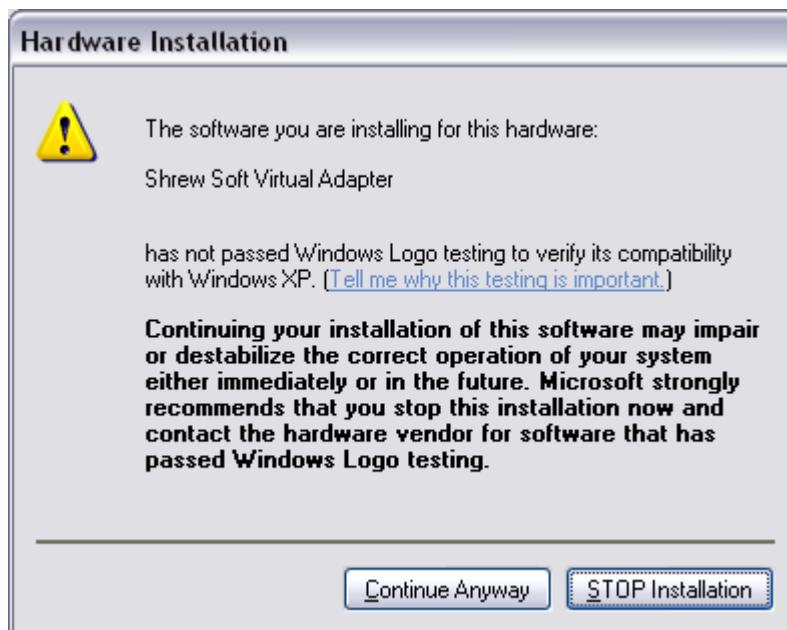 Hardware Installation
The software you are installing for this hardware:
Shrew Soft Virtual Adapter
has not passed Windows Logo testing to verify its compatibility
with Windows XP. (Tell me why this testing is important.)
Continuing your installation of this software may impair
or destabilize the correct operation of your system
either immediately or in the future. Microsoft strongly
recommends that you stop this installation now and
contact the hardware vendor for software that has
passed Windows Logo testing.
Continue Anyway
STOP Installation